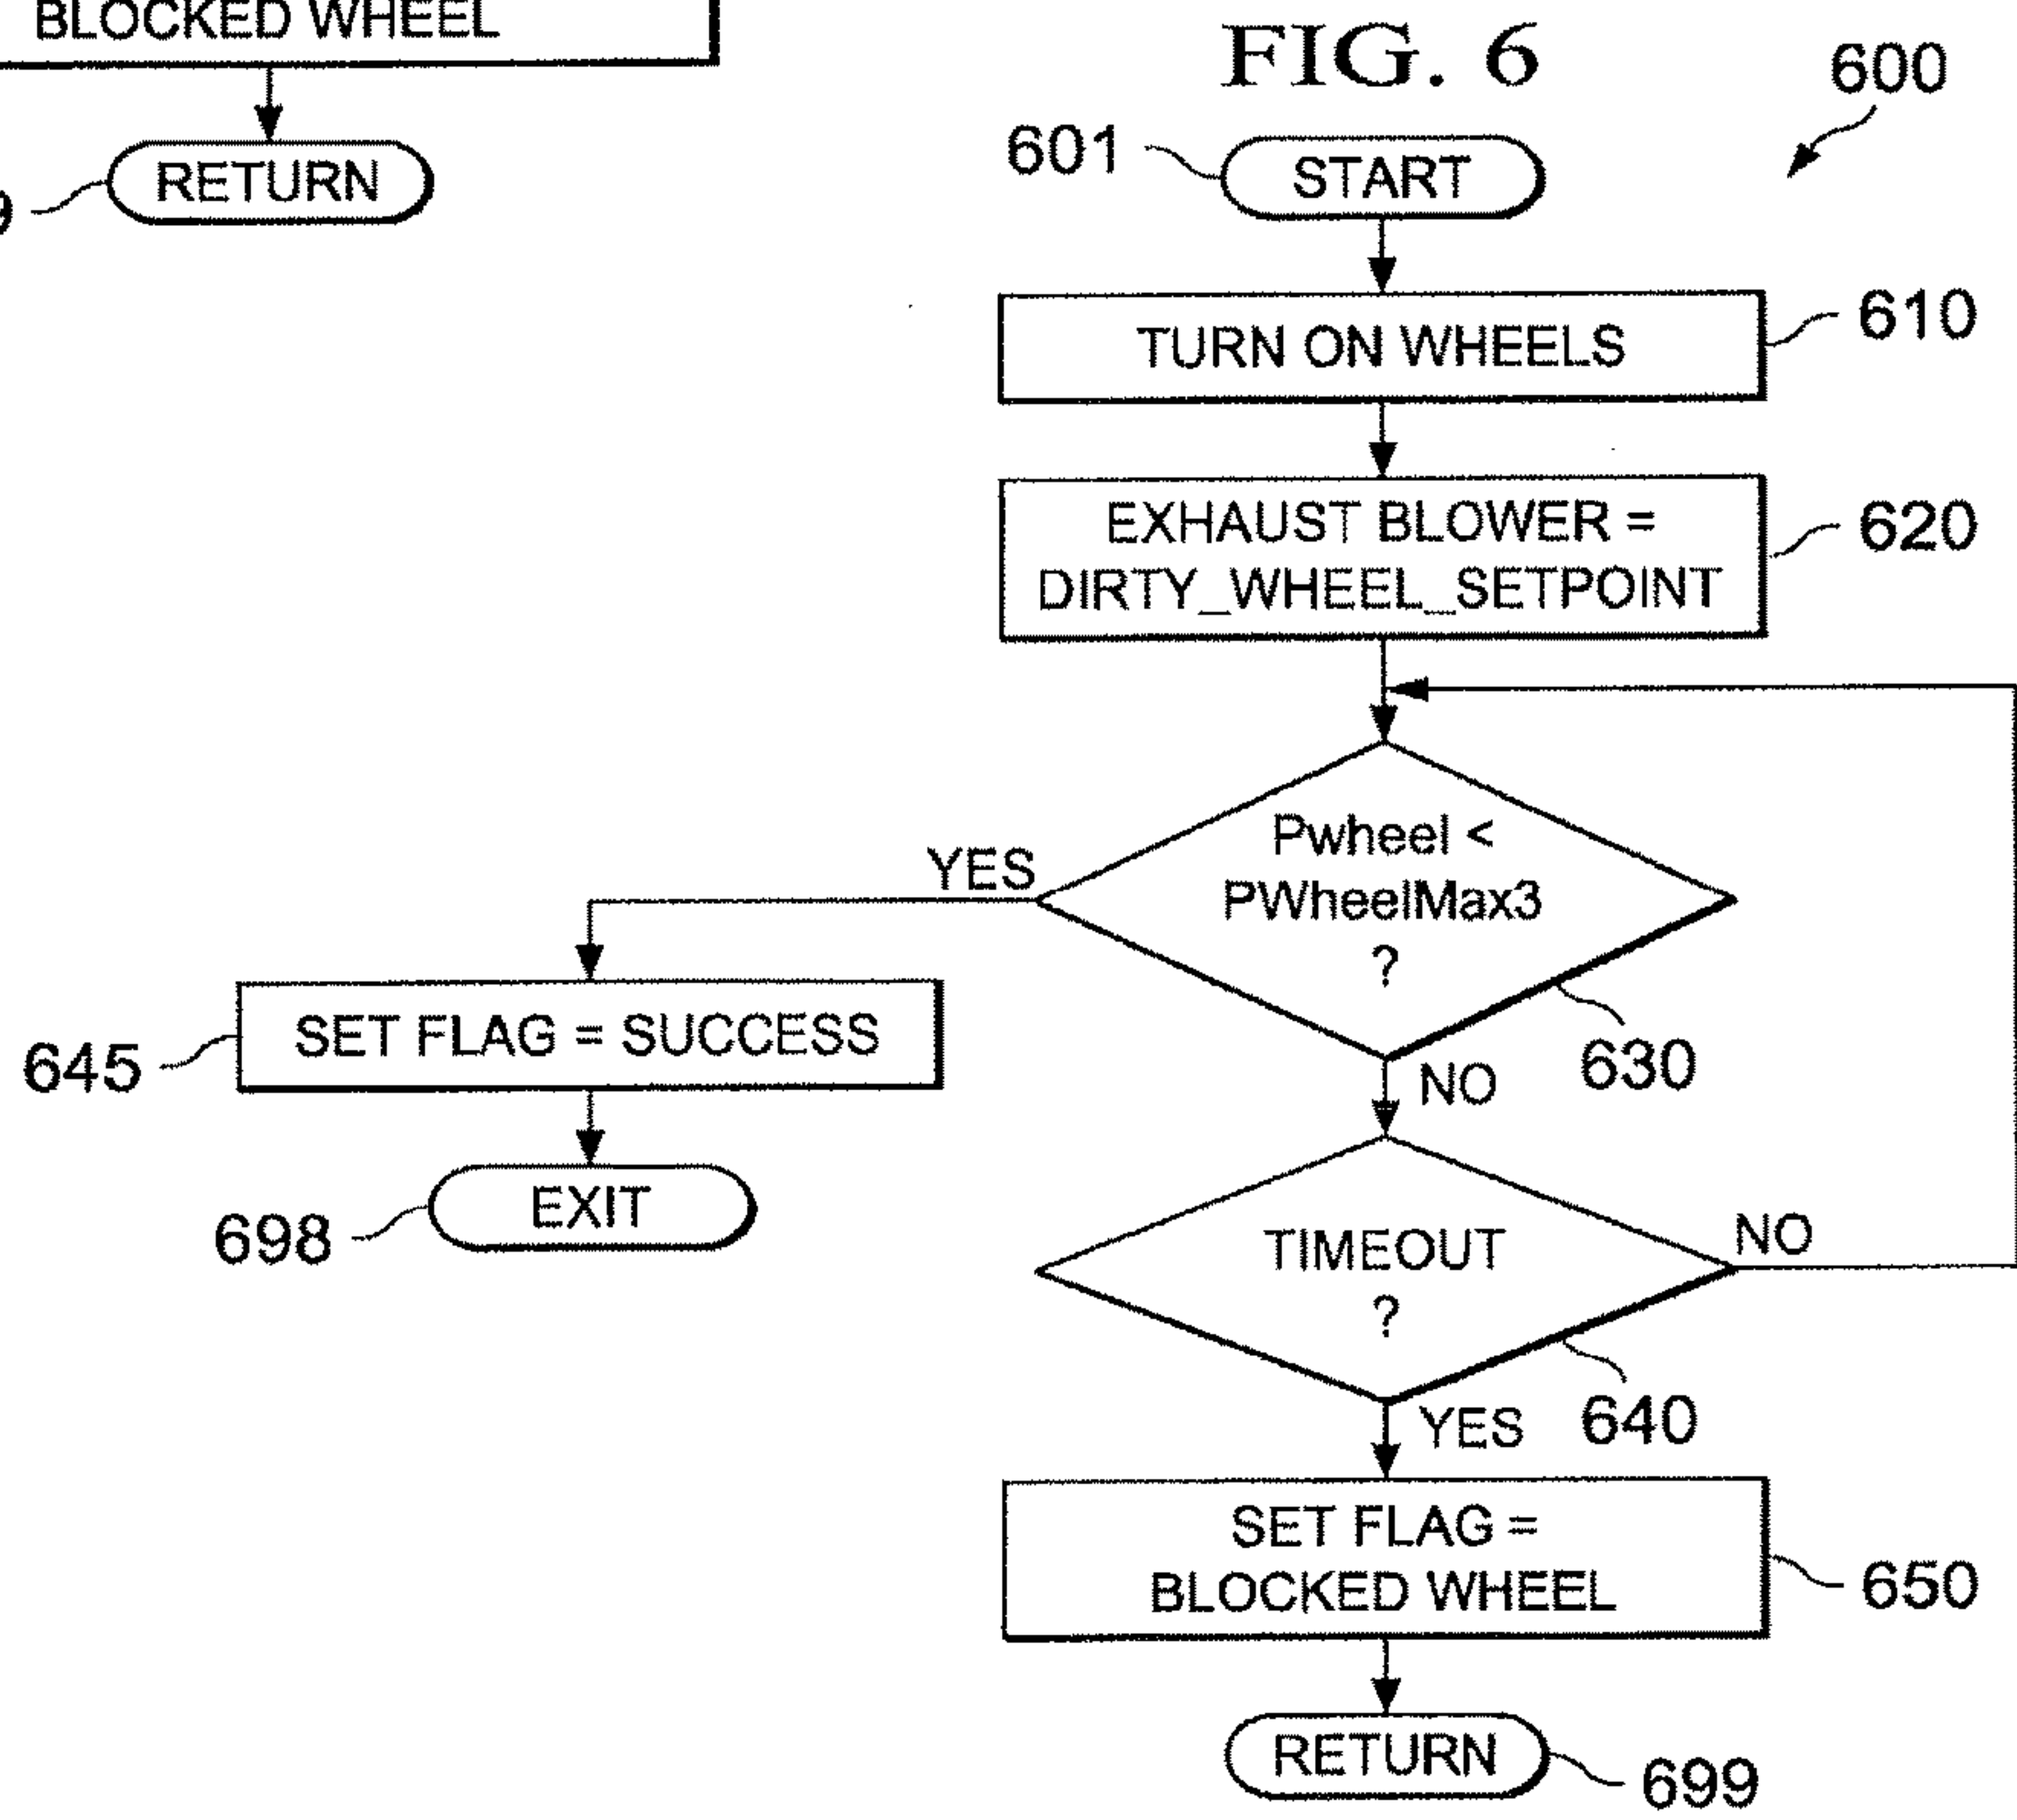 BLOCKED WHEEL
RETURN
FIG. 6
600
601
START
TURN ON WHEELS
610
EXHAUST BLOWER =
DIRTY_WHEEL_SETPOINT
620
Pwheel <
PWheelMax3
?
YES
630
NO
SET FLAG = SUCCESS
645
EXIT
698
TIMEOUT
?
NO
640
YES
SET FLAG =
BLOCKED WHEEL
650
RETURN
699